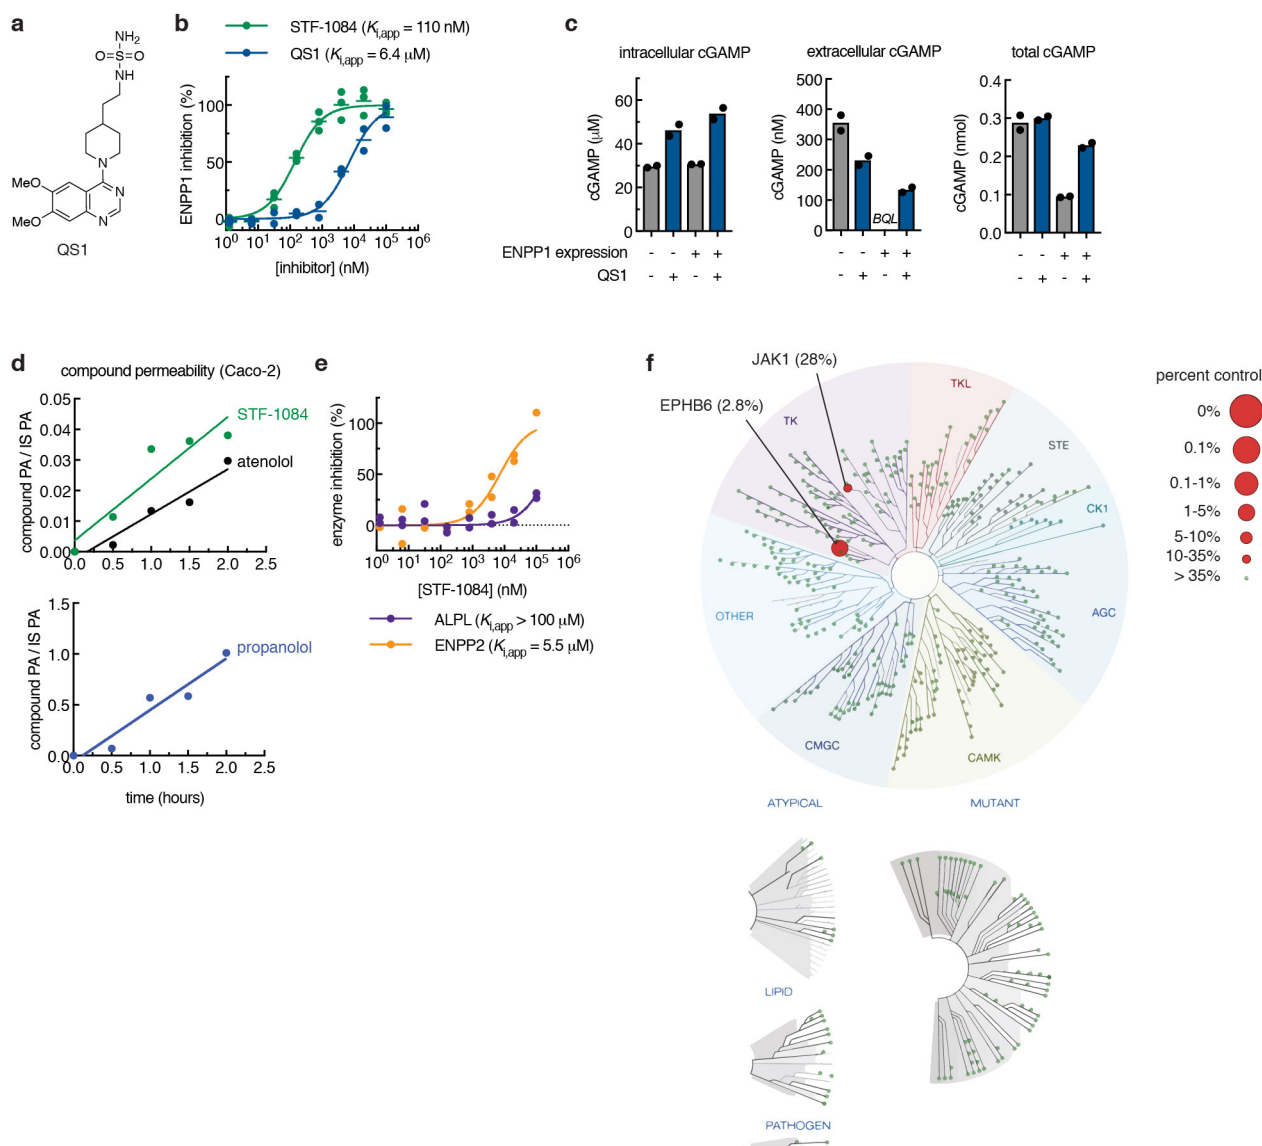 a
NH2
O=S=O
NH
N
MeO
N
MeO
N
QS1
b
STF-1084 (Ki,app = 110 nM)
QS1 (Ki,app = 6.4 μM)
ENPP1 inhibition (%)
100
50
0
10^0 10^1 10^2 10^3 10^4 10^5 10^6
[inhibitor] (nM)
c
intracellular cGAMP
cGAMP (μM)
60
40
20
0
extracellular cGAMP
cGAMP (nM)
500
400
300
200
100
0
BQL
total cGAMP
cGAMP (nmol)
0.4
0.3
0.2
0.1
0.0
ENPP1 expression - - + + - - + + - - + +
QS1 - + - + - + - + - + - +
d
compound permeability (Caco-2)
compound PA / IS PA
0.05
0.04
0.03
0.02
0.01
0.00
STF-1084
atenolol
0.0 0.5 1.0 1.5 2.0 2.5
compound PA / IS PA
1.5
1.0
0.5
0.0
propanolol
0.0 0.5 1.0 1.5 2.0 2.5
time (hours)
e
enzyme inhibition (%)
100
50
0
10^0 10^1 10^2 10^3 10^4 10^5 10^6
[STF-1084] (nM)
ALPL (Ki,app > 100 μM)
ENPP2 (Ki,app = 5.5 μM)
f
JAK1 (28%)
EPHB6 (2.8%)
TK
TKL
STE
CK1
AGC
CAMK
CMGC
OTHER
percent control
0%
0.1%
0.1-1%
1-5%
5-10%
10-35%
> 35%
ATYPICAL
MUTANT
LIPID
PATHOGEN